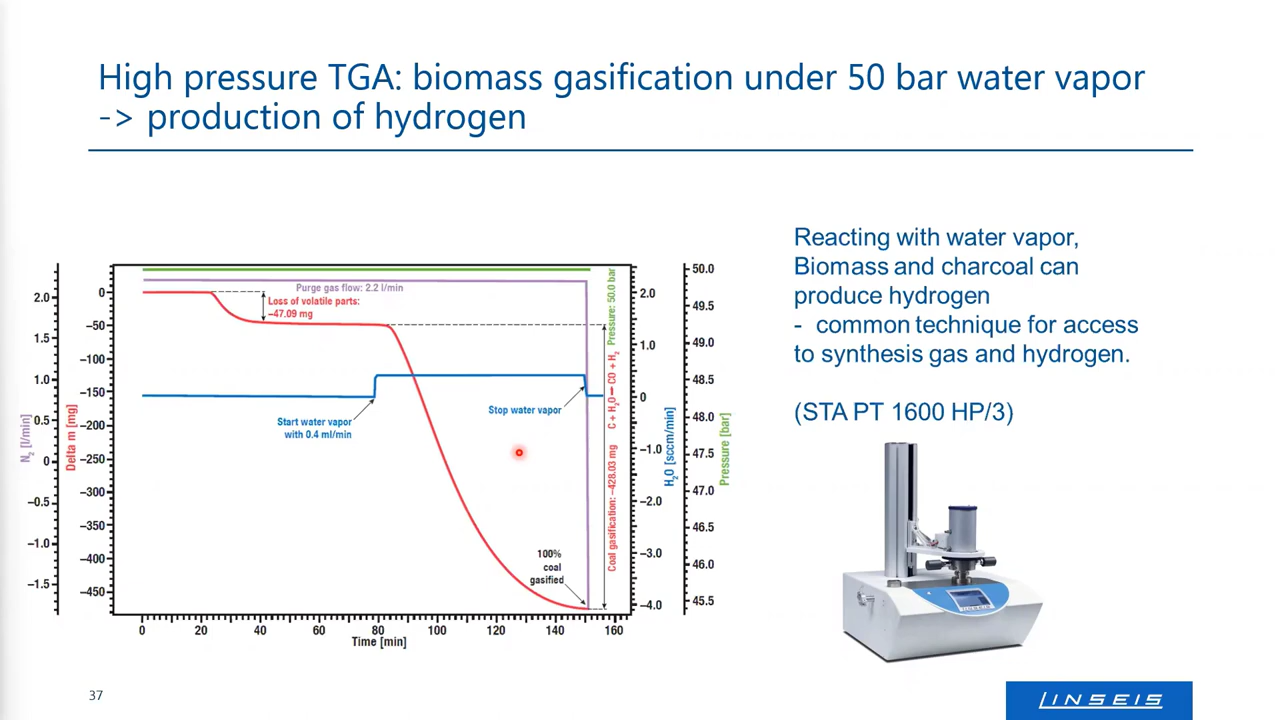 High pressure TGA: biomass gasification under 50 bar water vapor
-> production of hydrogen
Reacting with water vapor,
Biomass and charcoal can
produce hydrogen
- common technique for access
to synthesis gas and hydrogen.
(STA PT 1600 HP/3)
N₂ [l/min]
2.0
1.5
1.0
0.5
0
−0.5
−1.0
−1.5
Delta m [mg]
0
−50
−100
−150
−200
−250
−300
−350
−400
−450
Purge gas flow: 2.2 l/min
Loss of volatile parts:
−47.09 mg
Start water vapor
with 0.4 ml/min
Stop water vapor
100%
coal
gasified
Coal gasification: −428.03 mg C + H₂O − CO + H₂
Pressure: 50.0 bar
2.0
1.0
0
−1.0
−2.0
−3.0
−4.0
H₂O [sccm/min]
50.0
49.5
49.0
48.5
48.0
47.5
47.0
46.5
46.0
45.5
Pressure [bar]
0 20 40 60 80 100 120 140 160
Time [min]
37
LINSEIS